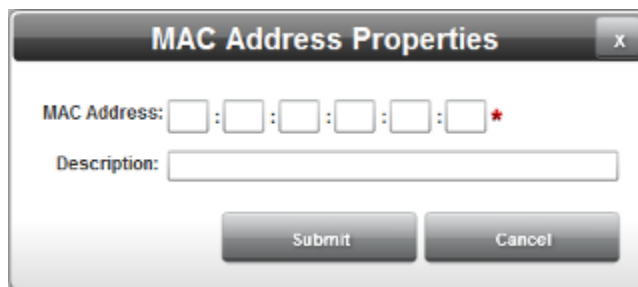 MAC Address Properties x
MAC Address: : : : : : *
Description:
Submit Cancel